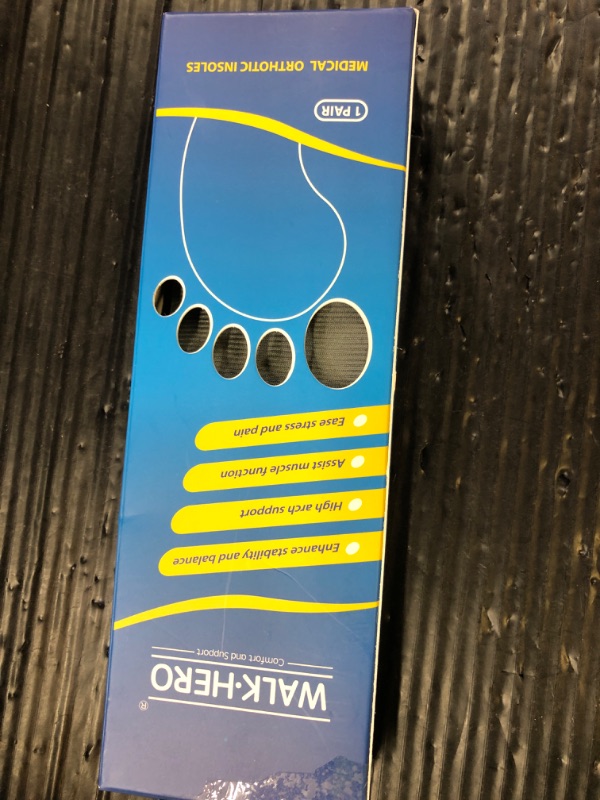 WALK·HERO®
Comfort and Support
Enhance stability and balance
High arch support
Assist muscle function
Ease stress and pain
1 PAIR
MEDICAL ORTHOTIC INSOLES